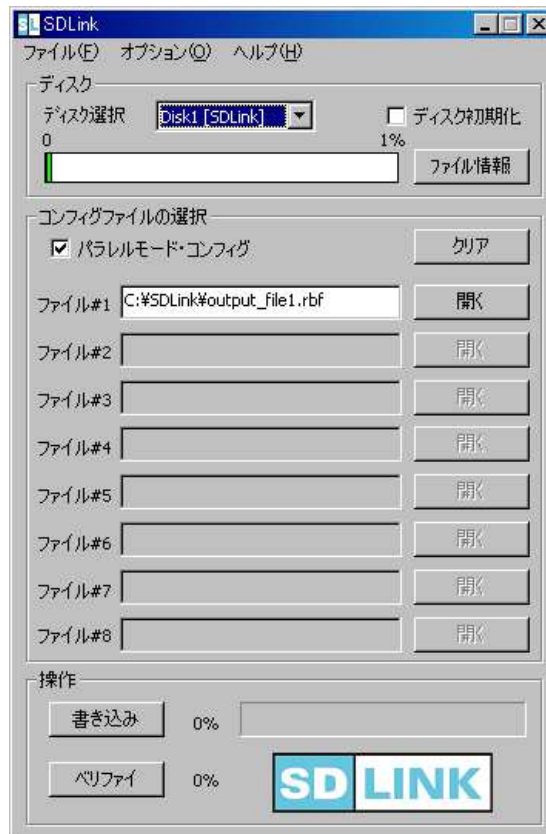 SDLink
ファイル(F) オプション(O) ヘルプ(H)
ディスク
ディスク選択 Disk1 [SDLink] ディスク初期化
0 1%
ファイル情報
コンフィグファイルの選択
パラレルモード・コンフィグ クリア
ファイル#1 C:¥SDLink¥output_file1.rbf 開く
ファイル#2 開く
ファイル#3 開く
ファイル#4 開く
ファイル#5 開く
ファイル#6 開く
ファイル#7 開く
ファイル#8 開く
操作
書き込み 0%
ベリファイ 0%
SD LINK